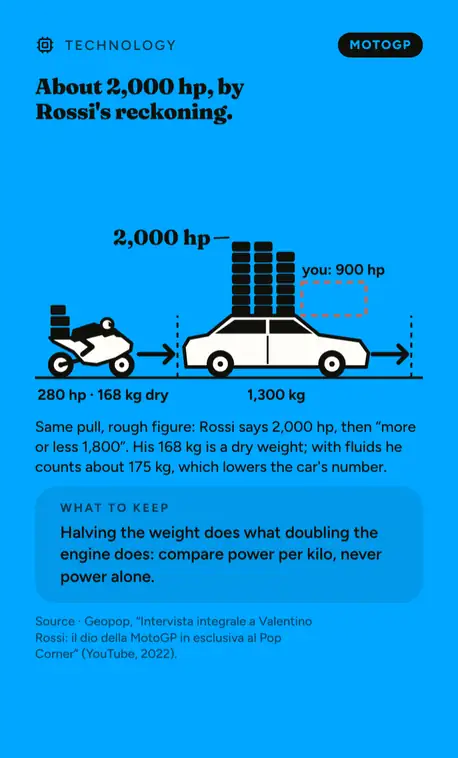 TECHNOLOGY
MOTOGP
About 2,000 hp, by
Rossi's reckoning.
2,000 hp
you: 900 hp
280 hp · 168 kg dry
1,300 kg
Same pull, rough figure: Rossi says 2,000 hp, then “more
or less 1,800”. His 168 kg is a dry weight; with fluids he
counts about 175 kg, which lowers the car's number.
WHAT TO KEEP
Halving the weight does what doubling the
engine does: compare power per kilo, never
power alone.
Source · Geopop, “Intervista integrale a Valentino
Rossi: il dio della MotoGP in esclusiva al Pop
Corner” (YouTube, 2022).